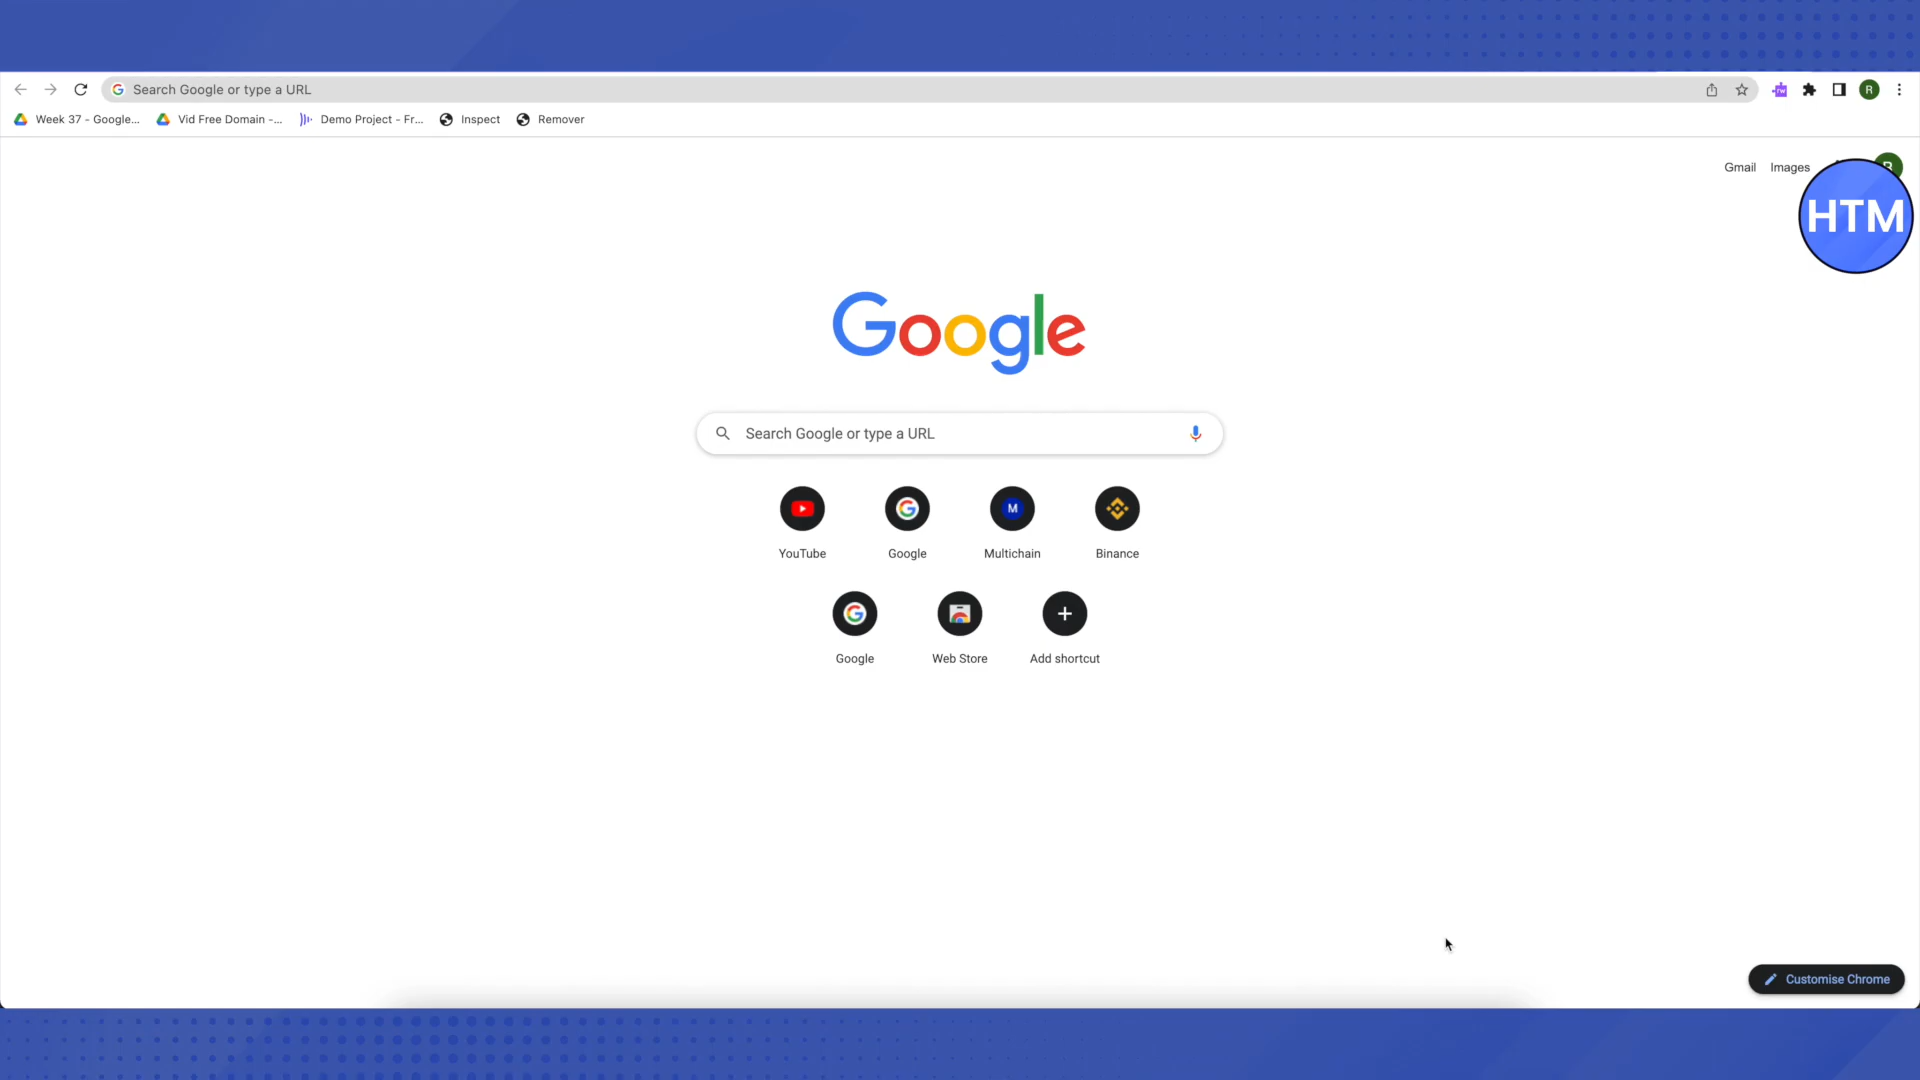 Search Google or type a URL
R
Week 37 - Google...
Vid Free Domain -...
Demo Project - Fr...
Inspect
Remover
Gmail
Images
HTM
Google
Search Google or type a URL
M
YouTube
Google
Multichain
Binance
Google
Web Store
Add shortcut
Customise Chrome